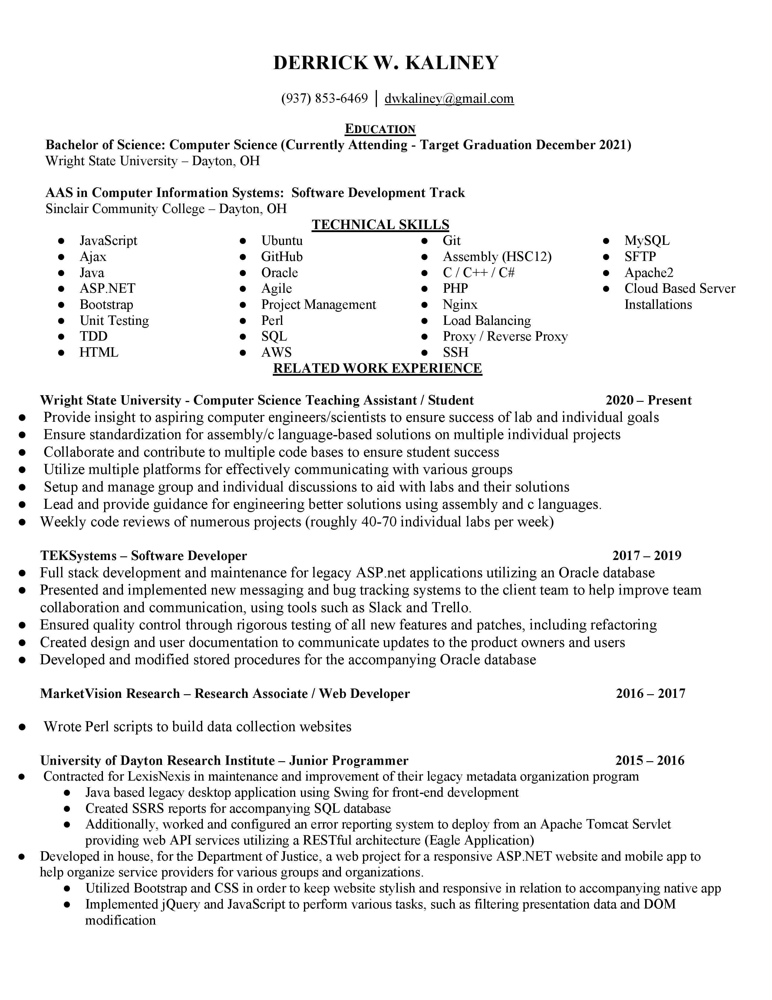 DERRICK W. KALINEY
(937) 853-6469 │ dwkaliney@gmail.com
EDUCATION
Bachelor of Science: Computer Science (Currently Attending - Target Graduation December 2021)
Wright State University – Dayton, OH
AAS in Computer Information Systems:  Software Development Track
Sinclair Community College – Dayton, OH
TECHNICAL SKILLS
● JavaScript
● Ajax
● Java
● ASP.NET
● Bootstrap
● Unit Testing
● TDD
● HTML
● Ubuntu
● GitHub
● Oracle
● Agile
● Project Management
● Perl
● SQL
● AWS
● Git
● Assembly (HSC12)
● C / C++ / C#
● PHP
● Nginx
● Load Balancing
● Proxy / Reverse Proxy
● SSH
● MySQL
● SFTP
● Apache2
● Cloud Based Server
Installations
RELATED WORK EXPERIENCE
Wright State University - Computer Science Teaching Assistant / Student 2020 – Present
● Provide insight to aspiring computer engineers/scientists to ensure success of lab and individual goals
● Ensure standardization for assembly/c language-based solutions on multiple individual projects
● Collaborate and contribute to multiple code bases to ensure student success
● Utilize multiple platforms for effectively communicating with various groups
● Setup and manage group and individual discussions to aid with labs and their solutions
● Lead and provide guidance for engineering better solutions using assembly and c languages.
● Weekly code reviews of numerous projects (roughly 40-70 individual labs per week)
TEKSystems – Software Developer 2017 – 2019
● Full stack development and maintenance for legacy ASP.net applications utilizing an Oracle database
● Presented and implemented new messaging and bug tracking systems to the client team to help improve team
collaboration and communication, using tools such as Slack and Trello.
● Ensured quality control through rigorous testing of all new features and patches, including refactoring
● Created design and user documentation to communicate updates to the product owners and users
● Developed and modified stored procedures for the accompanying Oracle database
MarketVision Research – Research Associate / Web Developer 2016 – 2017
● Wrote Perl scripts to build data collection websites
University of Dayton Research Institute – Junior Programmer 2015 – 2016
● Contracted for LexisNexis in maintenance and improvement of their legacy metadata organization program
● Java based legacy desktop application using Swing for front-end development
● Created SSRS reports for accompanying SQL database
● Additionally, worked and configured an error reporting system to deploy from an Apache Tomcat Servlet
providing web API services utilizing a RESTful architecture (Eagle Application)
● Developed in house, for the Department of Justice, a web project for a responsive ASP.NET website and mobile app to
help organize service providers for various groups and organizations.
● Utilized Bootstrap and CSS in order to keep website stylish and responsive in relation to accompanying native app
● Implemented jQuery and JavaScript to perform various tasks, such as filtering presentation data and DOM
modification